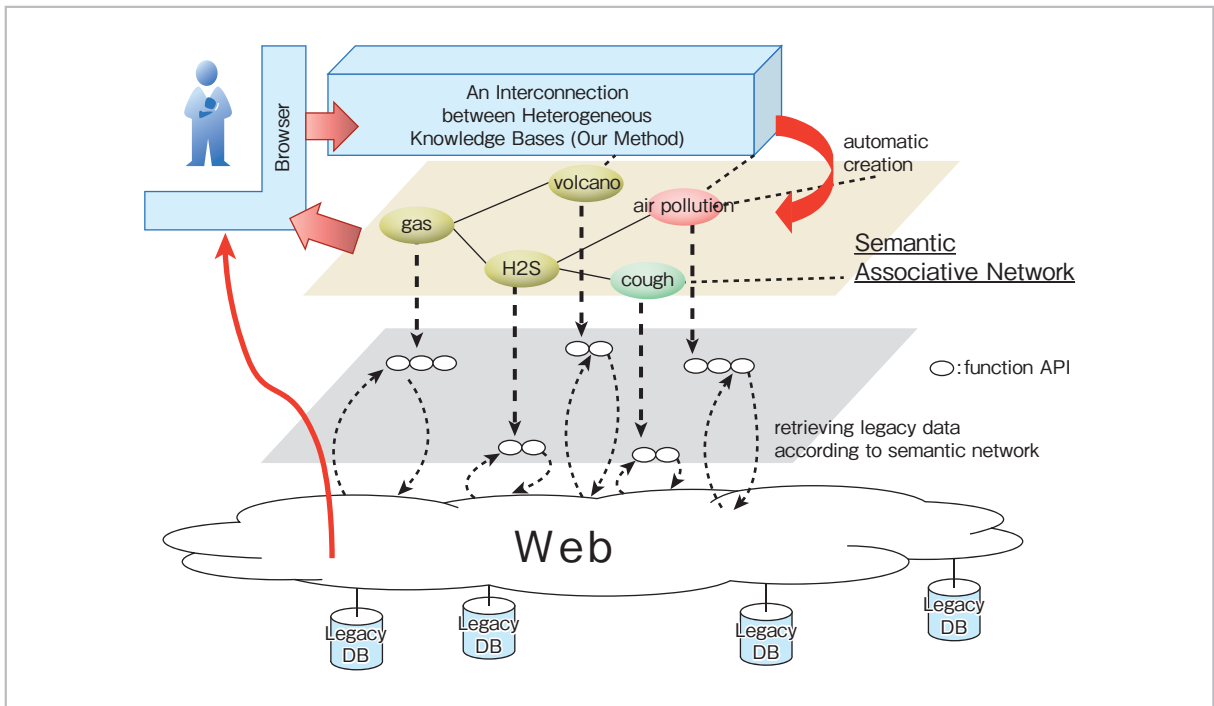 An Interconnection
between Heterogeneous
Knowledge Bases (Our Method)
Browser
automatic
creation
volcano
air pollution
gas
H2S
cough
Semantic
Associative Network
:function API
retrieving legacy data
according to semantic network
Web
Legacy
DB
Legacy
DB
Legacy
DB
Legacy
DB